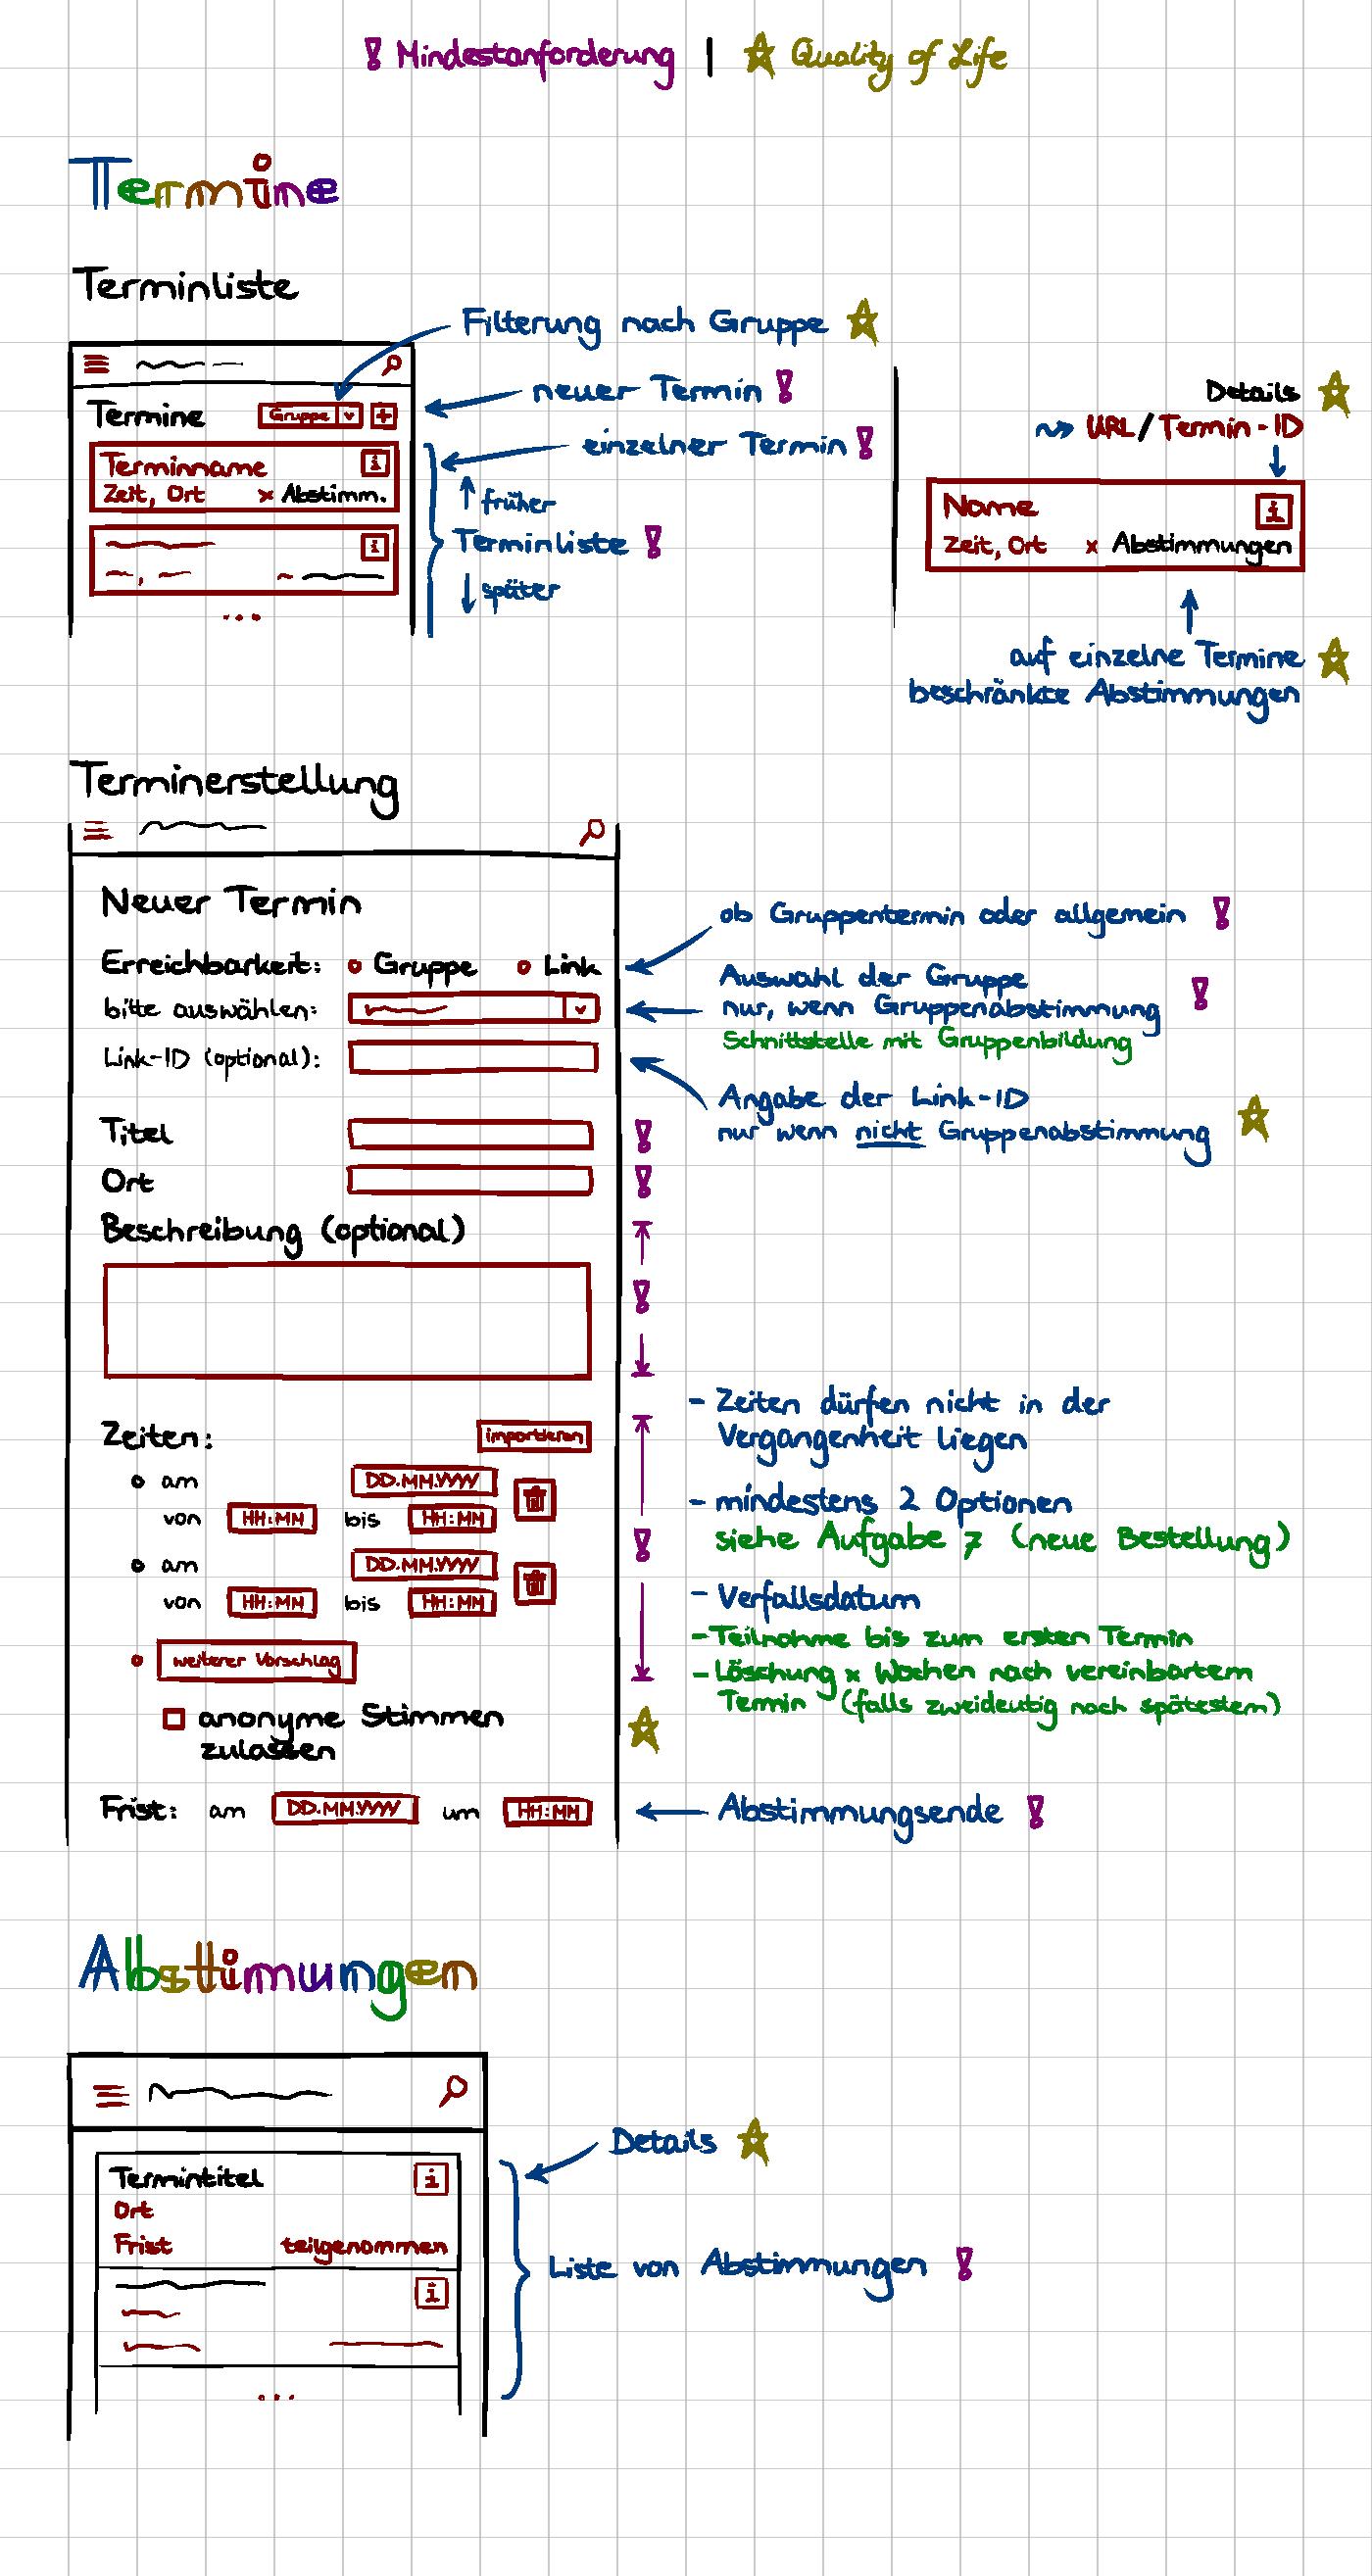 ! Mindestanforderung | ☆ Quality of Life
Termine
Terminliste
Filterung nach Gruppe ☆
neuer Termin !
Termine Gruppe +
einzelner Termin !
Terminname i
Zeit, Ort x Abstimm.
↑ früher
Terminliste !
↓ später
i
...
Details ☆
URL/Termin-ID
Name i
Zeit, Ort x Abstimmungen
auf einzelne Termine ☆
beschränkte Abstimmungen
Terminerstellung
Neuer Termin
ob Gruppentermin oder allgemein !
Erreichbarkeit: Gruppe Link
Auswahl der Gruppe
bitte auswählen:
nur, wenn Gruppenabstimmung !
Schnittstelle mit Gruppenbildung
Link-ID (optional):
Angabe der Link-ID
nur wenn nicht Gruppenabstimmung ☆
Titel !
Ort !
Beschreibung (optional)
!
- Zeiten dürfen nicht in der
Vergangenheit liegen
Zeiten: importieren
am DD.MM.YYYY
von HH:MM bis HH:MM
- mindestens 2 Optionen
siehe Aufgabe 7 (neue Bestellung)
!
am DD.MM.YYYY
von HH:MM bis HH:MM
- Verfallsdatum
- Teilnohme bis zum ersten Termin
- Löschung x Wochen nach vereinbartem
Termin (falls zweideutig nach spätestem)
weiterer Vorschlag
anonyme Stimmen
zulassen ☆
Frist: am DD.MM.YYYY um HH:MM
Abstimmungsende !
Abstimungen
Details ☆
Termintitel i
Ort
Frist teilgenommen
Liste von Abstimmungen !
i
...